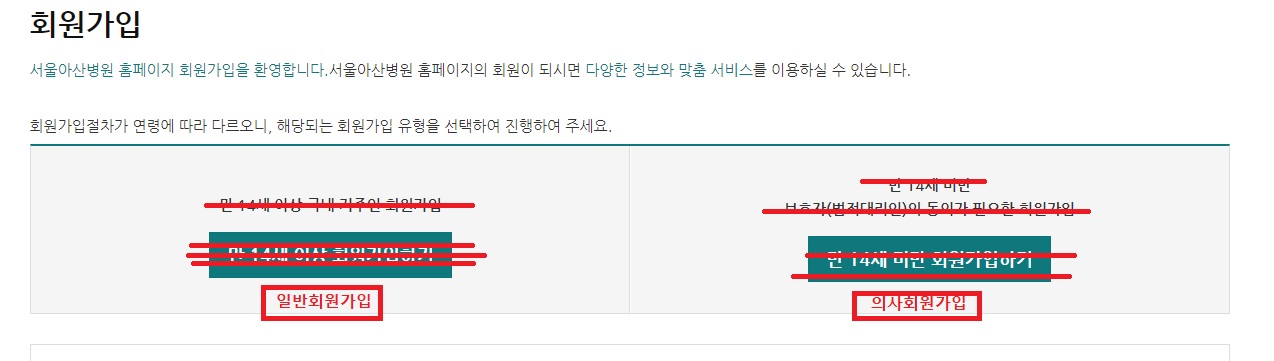 회원가입
서울아산병원 홈페이지 회원가입을 환영합니다.서울아산병원 홈페이지의 회원이 되시면 다양한 정보와 맞춤 서비스를 이용하실 수 있습니다.
회원가입절차가 연령에 따라 다르오니, 해당되는 회원가입 유형을 선택하여 진행하여 주세요.
만 14세 이상 국내 거주인 회원가입
만 14세 이상 회원가입하기
일반회원가입
만 14세 미만
보호자(법정대리인)의 동의가 필요한 회원가입
만 14세 미만 회원가입하기
의사회원가입